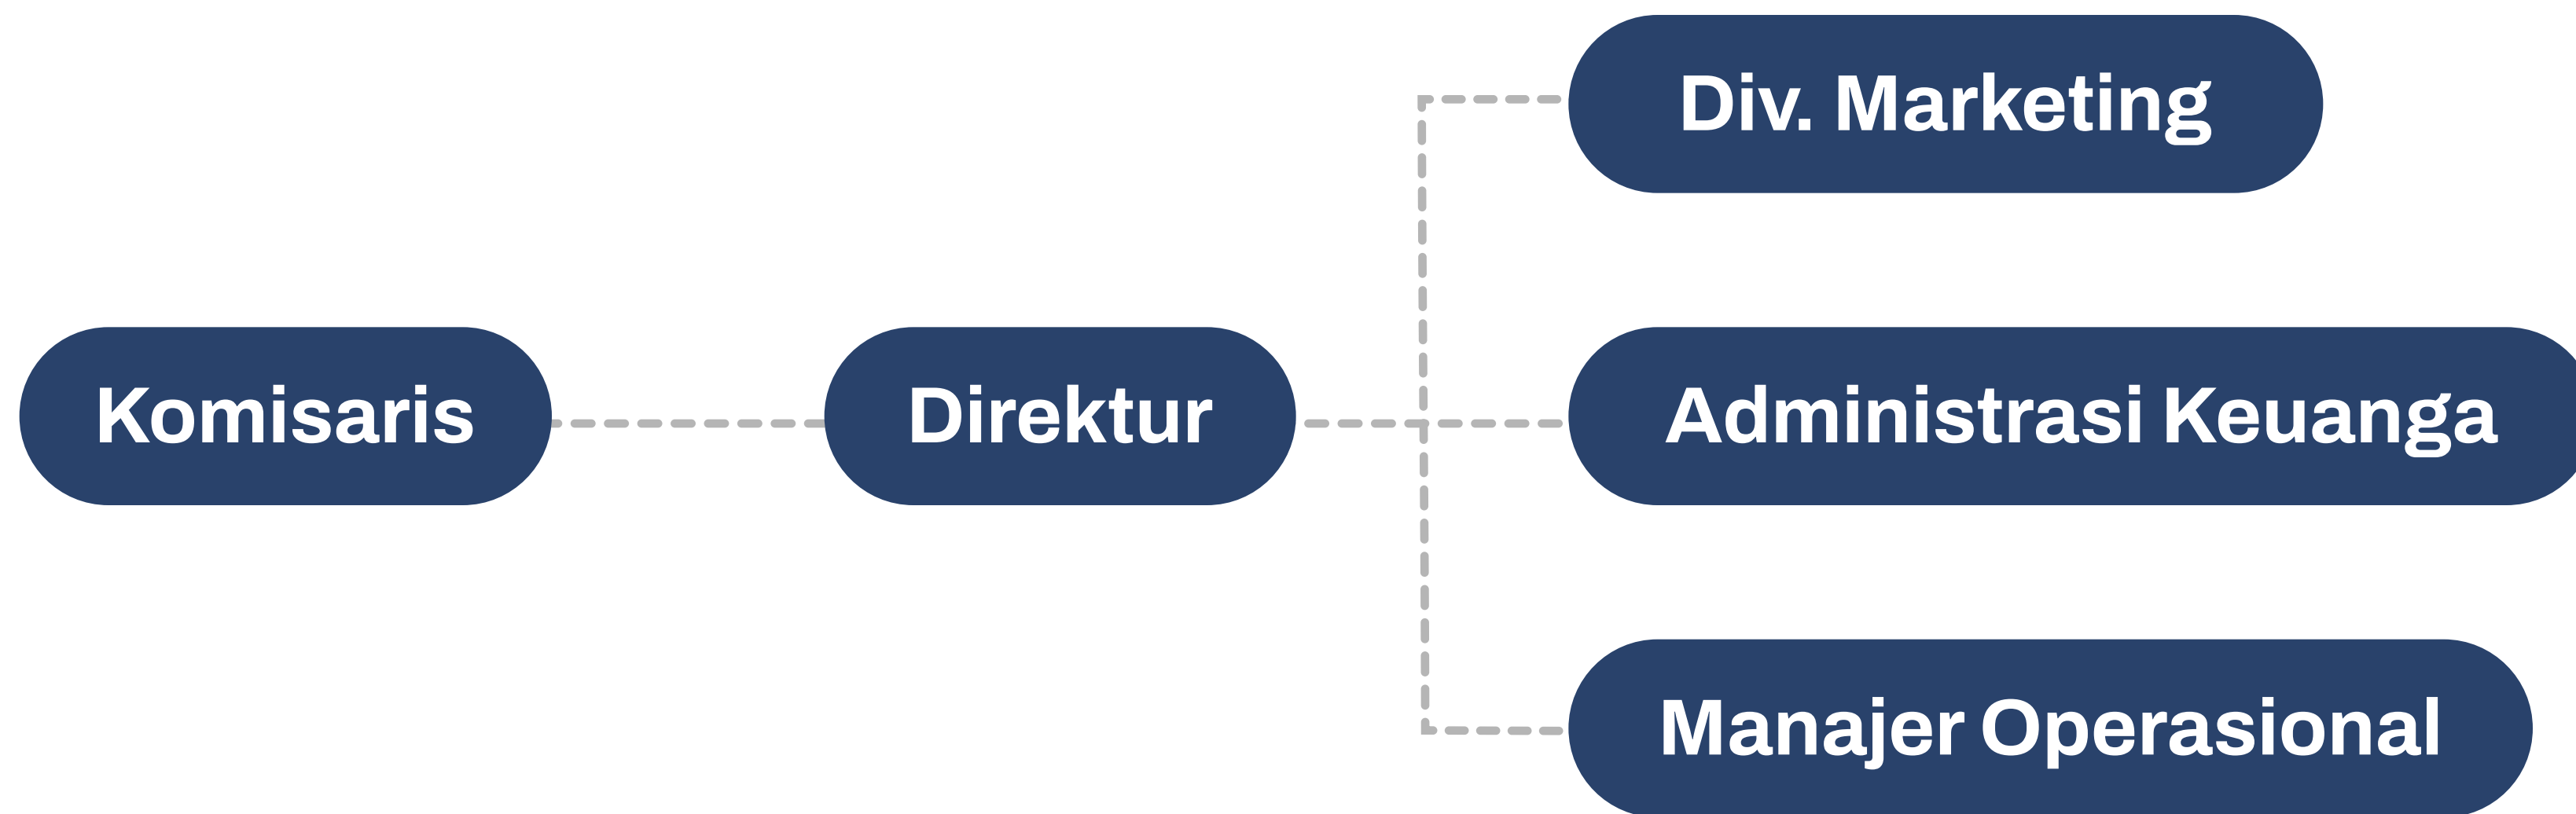 Div. Marketing
Komisaris
Direktur
Administrasi Keuanga
Manajer Operasional